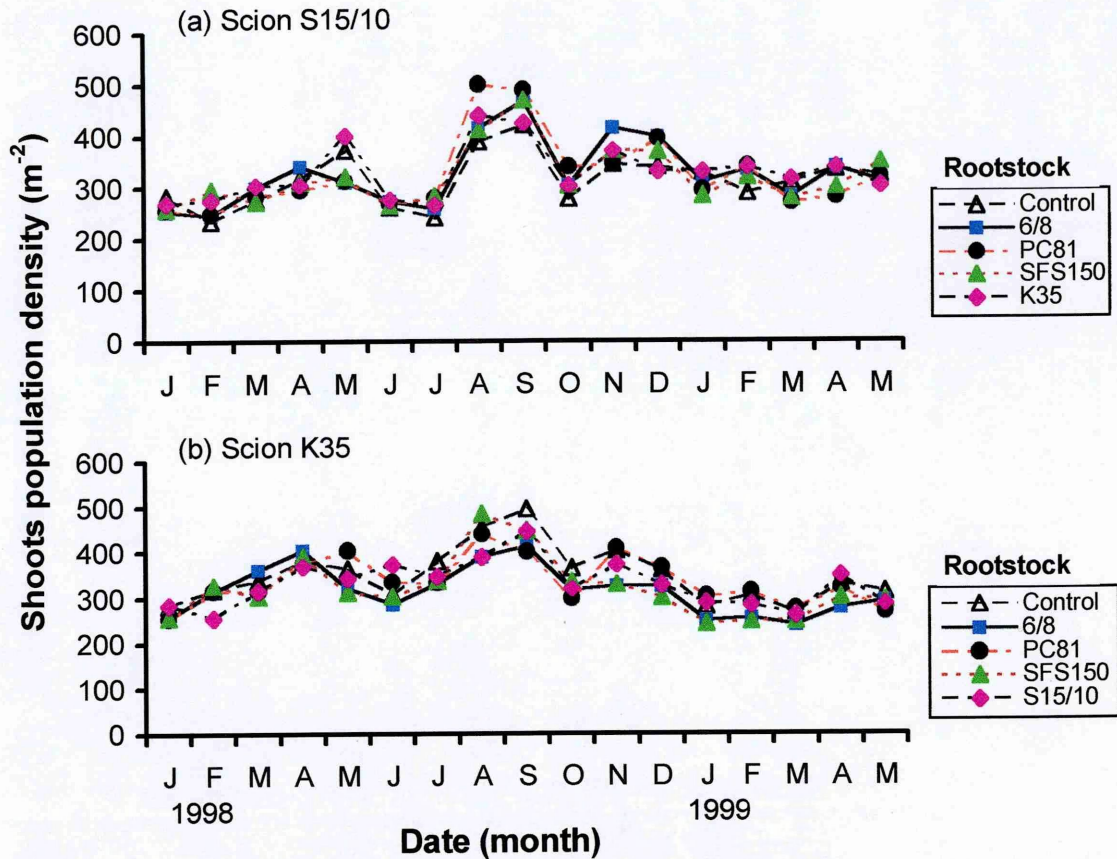 (a) Scion S15/10
600
500
400
300
200
100
0
J F M A M J J A S O N D J F M A M
Rootstock
Control
6/8
PC81
SFS150
K35
Shoots population density (m⁻²)
(b) Scion K35
600
500
400
300
200
100
0
J F M A M J J A S O N D J F M A M
1998 1999
Rootstock
Control
6/8
PC81
SFS150
S15/10
Date (month)